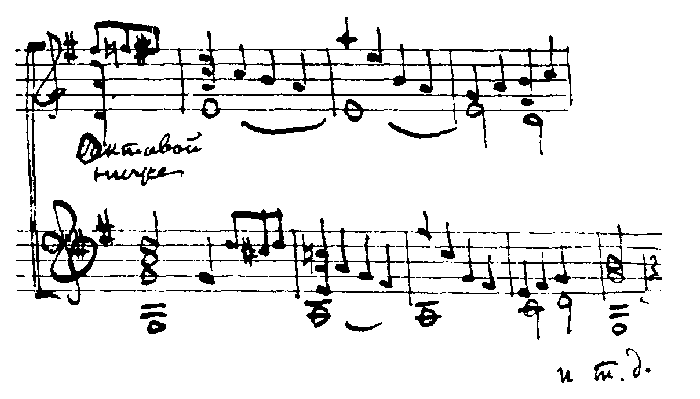 Октавой
ниже
и т.д.